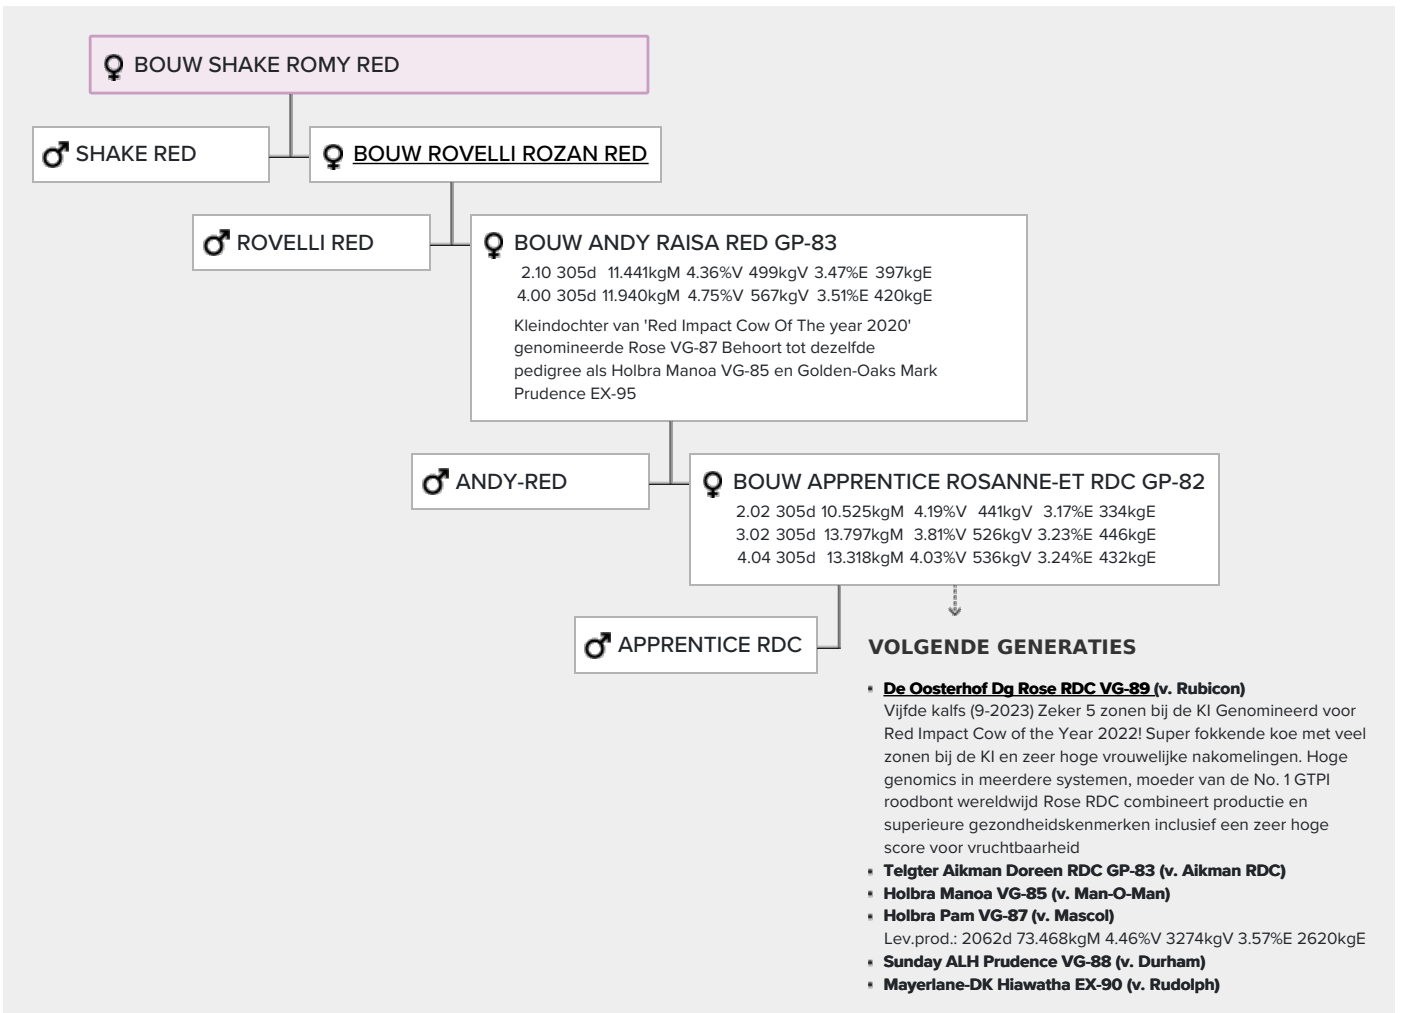 BOUW SHAKE ROMY RED
SHAKE RED
BOUW ROVELLI ROZAN RED
ROVELLI RED
BOUW ANDY RAISA RED GP-83
2.10 305d 11.441kgM 4.36%V 499kgV 3.47%E 397kgE
4.00 305d 11.940kgM 4.75%V 567kgV 3.51%E 420kgE
Kleindochter van 'Red Impact Cow Of The year 2020'
genomineerde Rose VG-87 Behoort tot dezelfde
pedigree als Holbra Manoa VG-85 en Golden-Oaks Mark
Prudence EX-95
ANDY-RED
BOUW APPRENTICE ROSANNE-ET RDC GP-82
2.02 305d 10.525kgM 4.19%V 441kgV 3.17%E 334kgE
3.02 305d 13.797kgM 3.81%V 526kgV 3.23%E 446kgE
4.04 305d 13.318kgM 4.03%V 536kgV 3.24%E 432kgE
APPRENTICE RDC
VOLGENDE GENERATIES
De Oosterhof Dg Rose RDC VG-89 (v. Rubicon)
Vijfde kalfs (9-2023) Zeker 5 zonen bij de KI Genomineerd voor
Red Impact Cow of the Year 2022! Super fokkende koe met veel
zonen bij de KI en zeer hoge vrouwelijke nakomelingen. Hoge
genomics in meerdere systemen, moeder van de No. 1 GTPI
roodbont wereldwijd Rose RDC combineert productie en
superieure gezondheidskenmerken inclusief een zeer hoge
score voor vruchtbaarheid
Telgter Aikman Doreen RDC GP-83 (v. Aikman RDC)
Holbra Manoa VG-85 (v. Man-O-Man)
Holbra Pam VG-87 (v. Mascol)
Lev.prod.: 2062d 73.468kgM 4.46%V 3274kgV 3.57%E 2620kgE
Sunday ALH Prudence VG-88 (v. Durham)
Mayerlane-DK Hiawatha EX-90 (v. Rudolph)